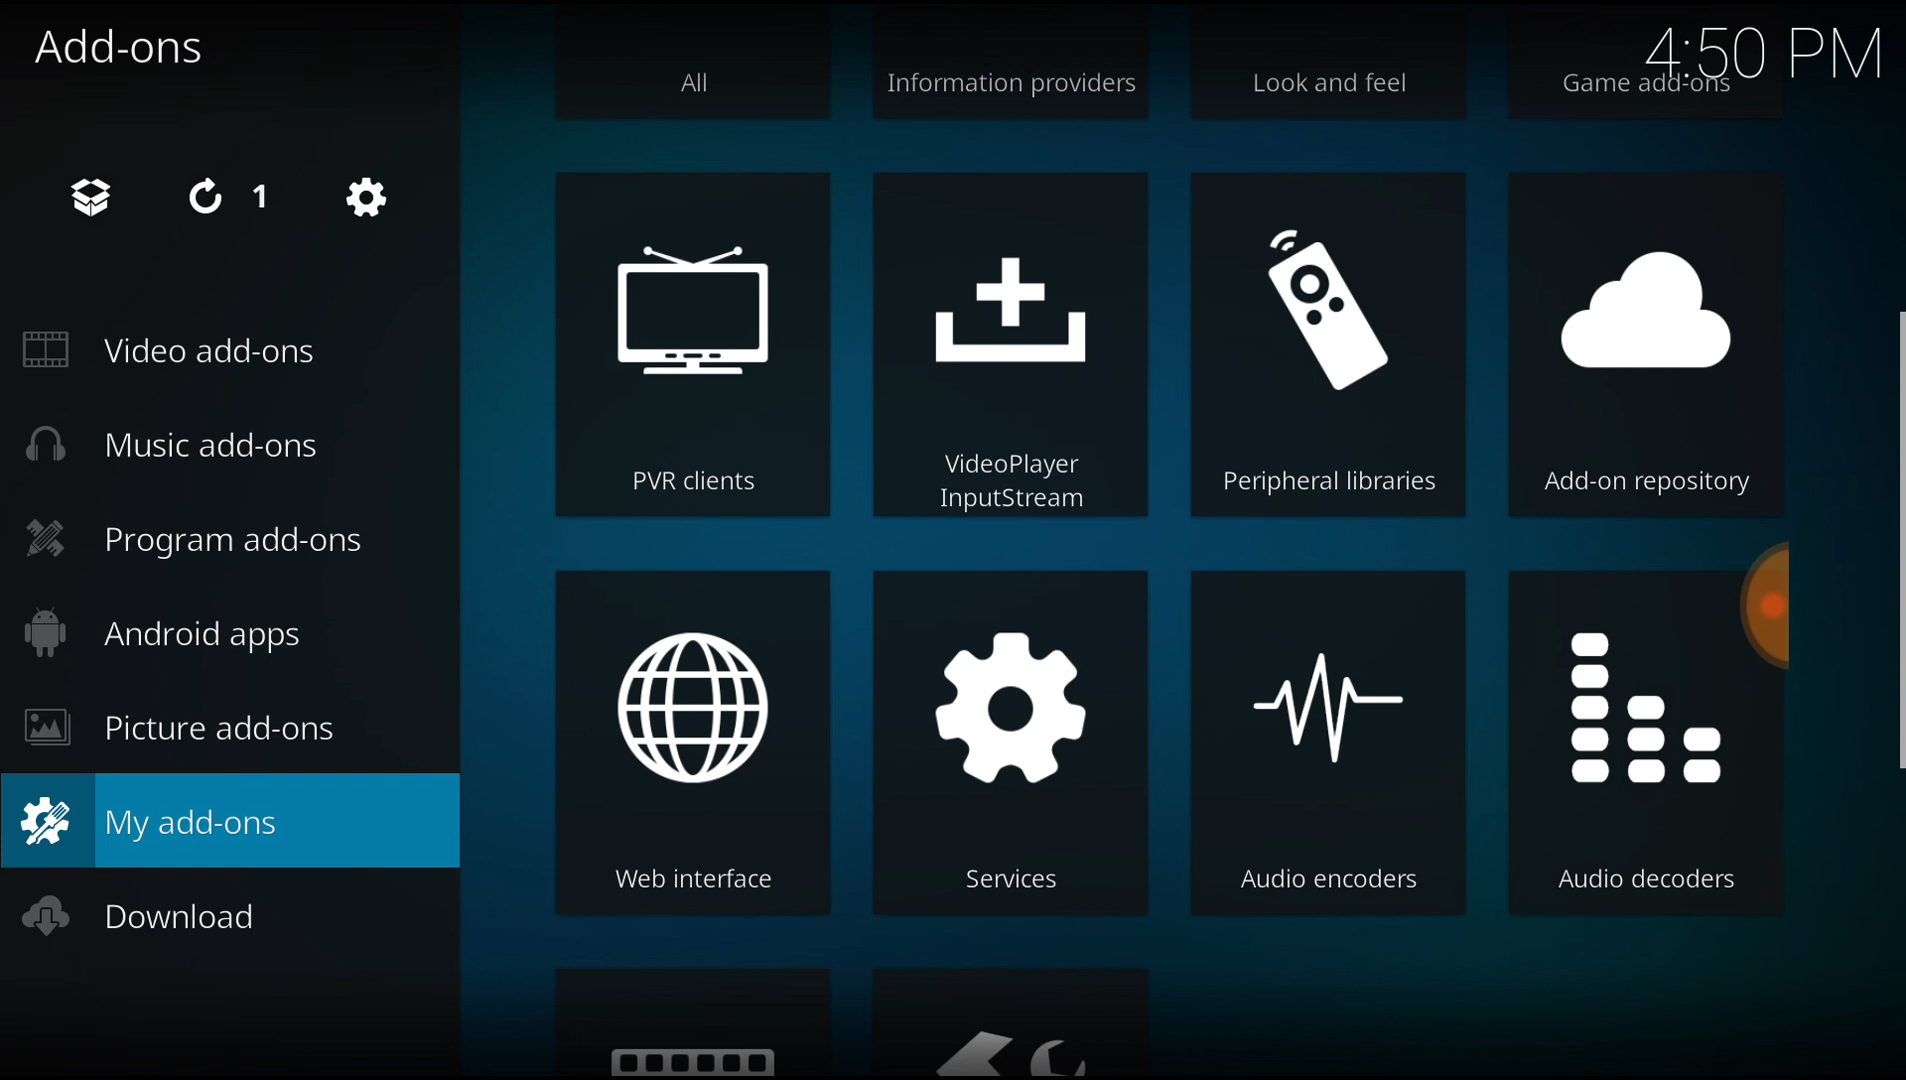 Add-ons
4:50 PM
1
Video add-ons
Music add-ons
Program add-ons
Android apps
Picture add-ons
My add-ons
Download
All
Information providers
Look and feel
Game add-ons
PVR clients
VideoPlayer
InputStream
Peripheral libraries
Add-on repository
Web interface
Services
Audio encoders
Audio decoders